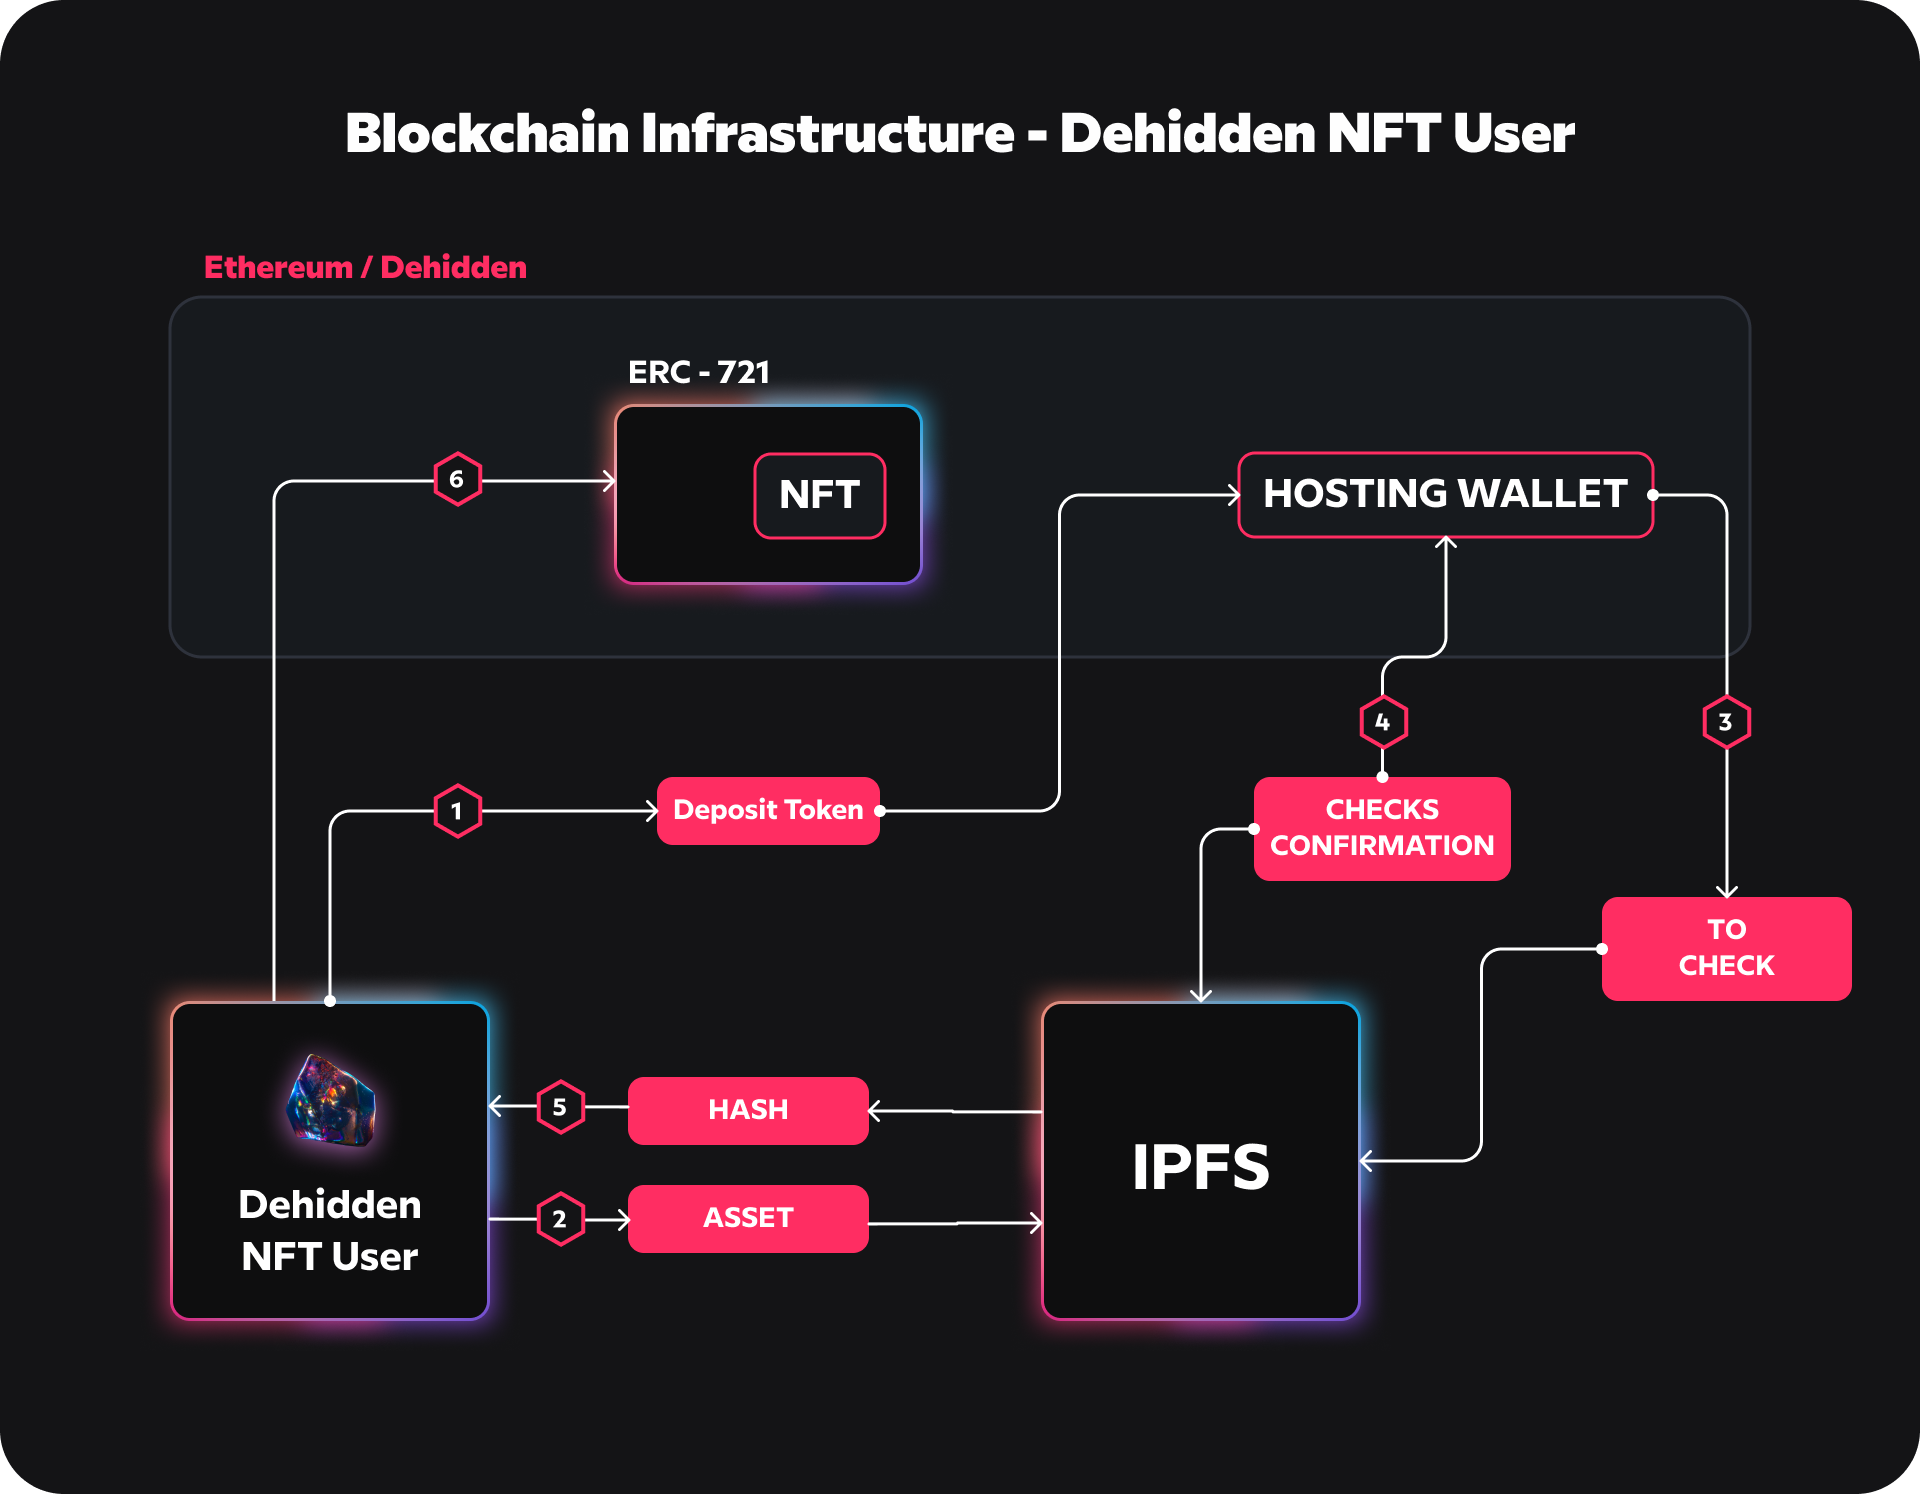 Blockchain Infrastructure - Dehidden NFT User
Ethereum / Dehidden
ERC - 721
6
NFT
HOSTING WALLET
4
3
1
Deposit Token
CHECKS
CONFIRMATION
TO
CHECK
5
HASH
IPFS
Dehidden
NFT User
2
ASSET